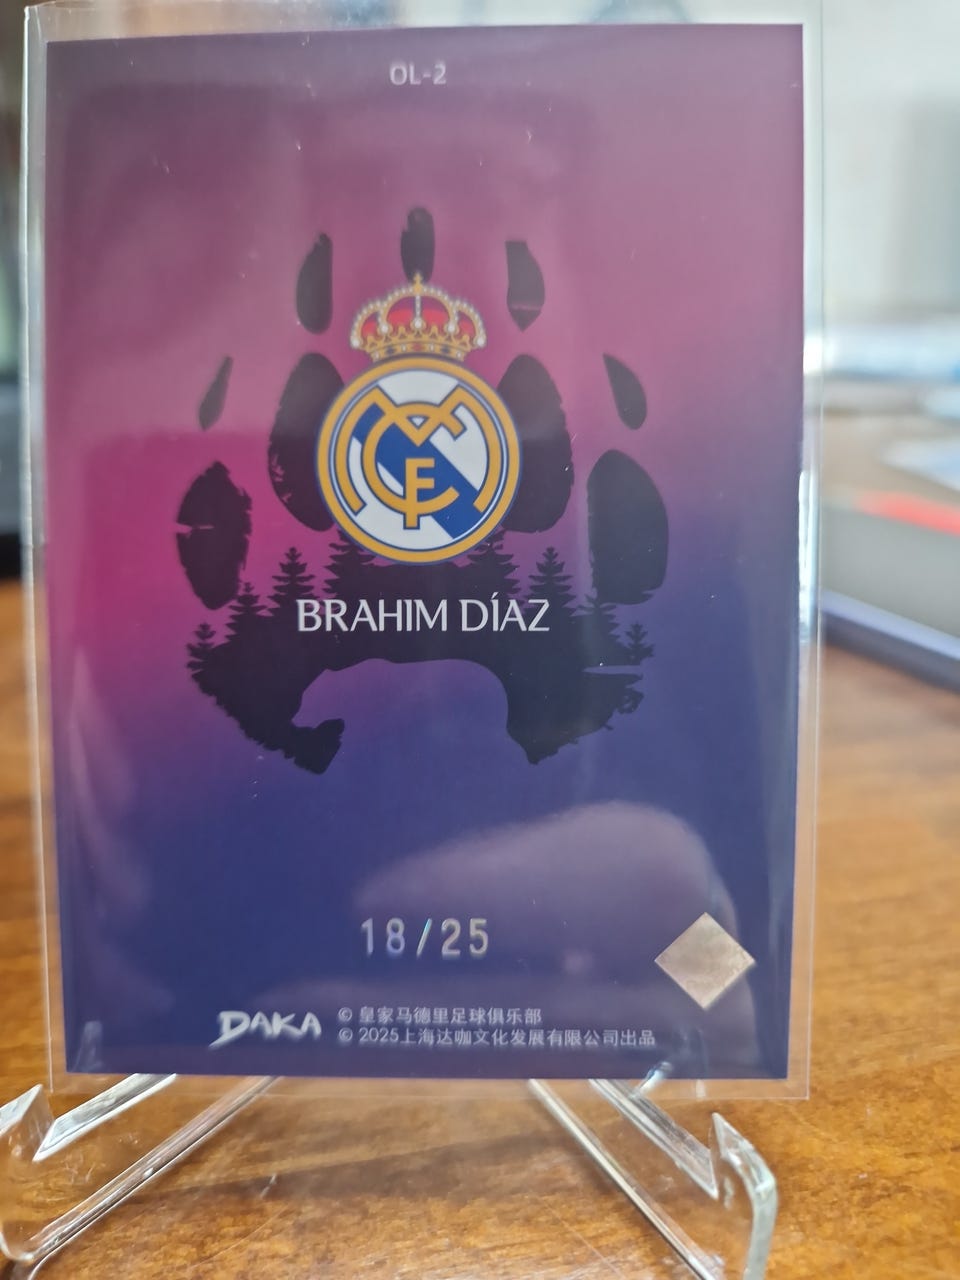 OL-2
BRAHIM DÍAZ
18/25
DAKA
© 皇家马德里足球俱乐部
© 2025上海达咖文化发展有限公司出品